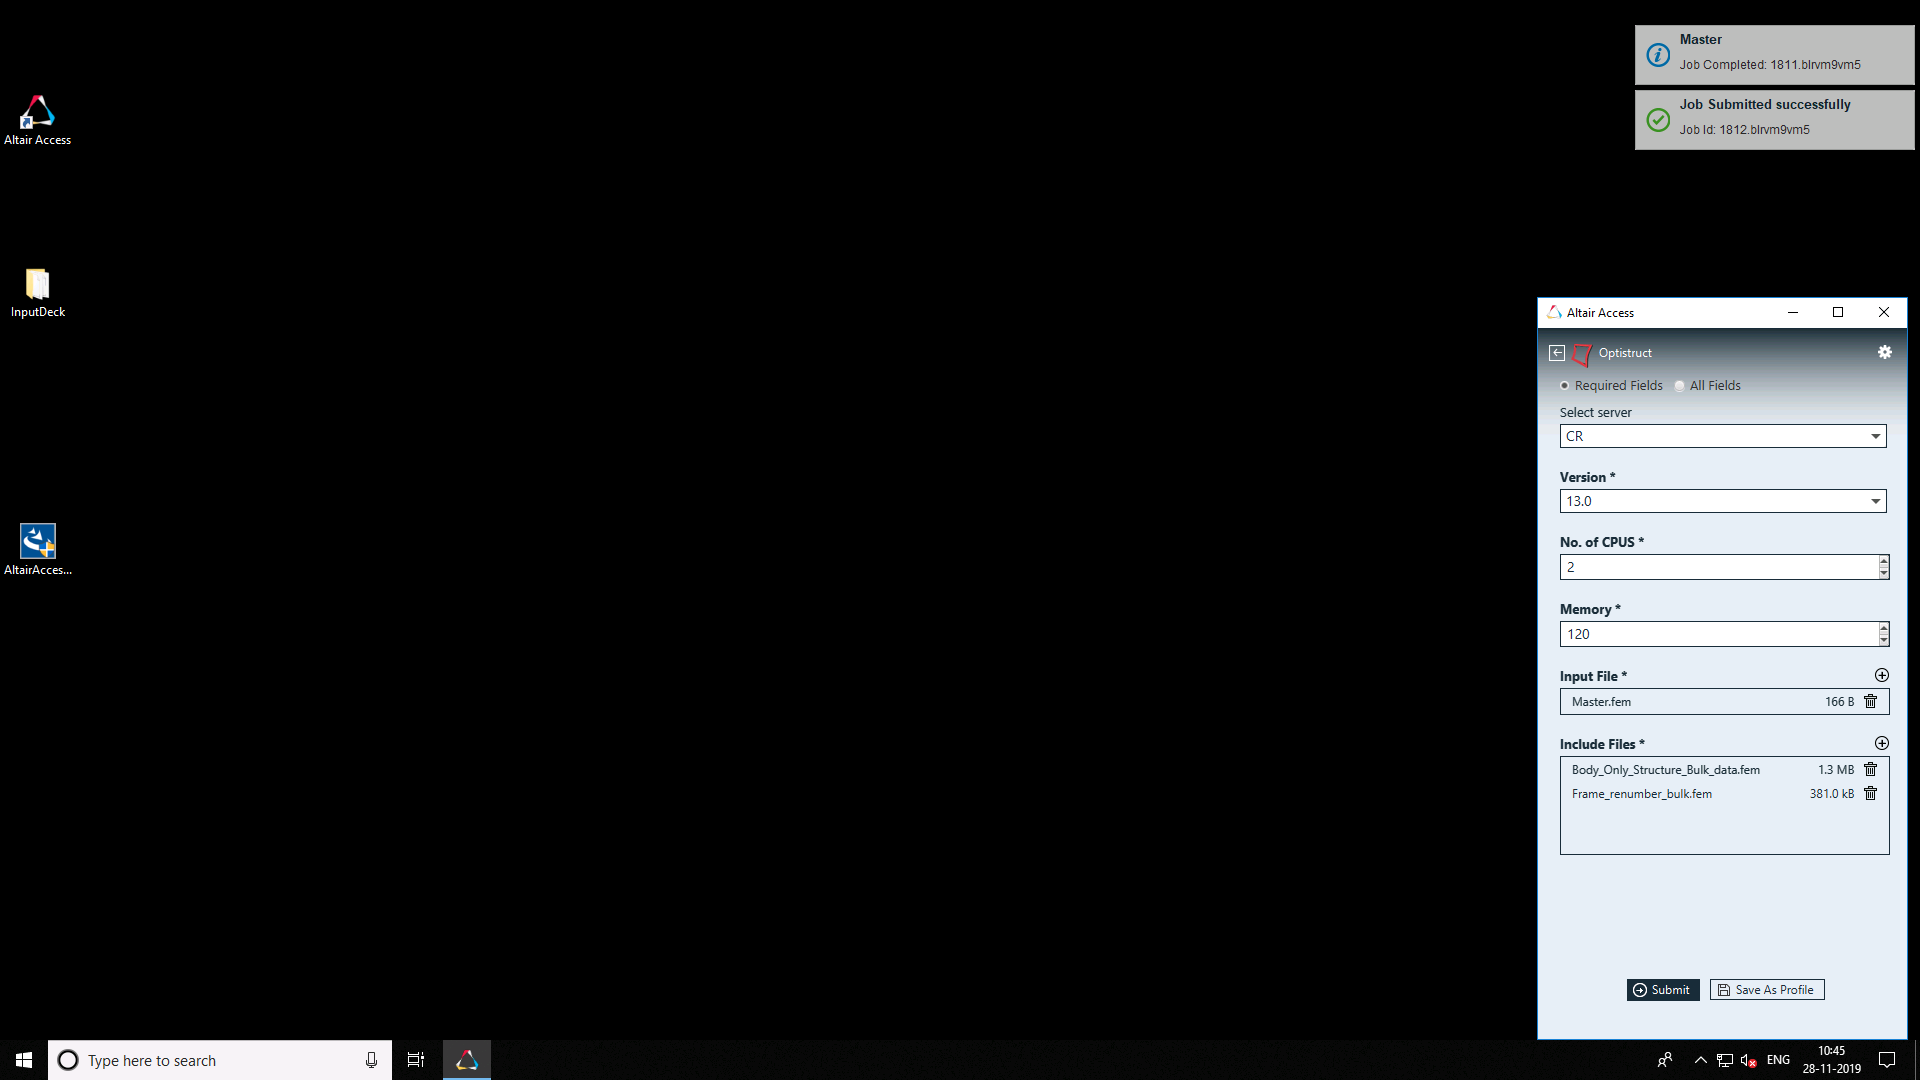 Altair Access
InputDeck
AltairAcces...
Master
Job Completed: 1811.blrvm9vm5
Job Submitted successfully
Job Id: 1812.blrvm9vm5
Altair Access
Optistruct
Required Fields All Fields
Select server
CR
Version *
13.0
No. of CPUS *
2
Memory *
120
Input File *
Master.fem 166 B
Include Files *
Body_Only_Structure_Bulk_data.fem 1.3 MB
Frame_renumber_bulk.fem 381.0 kB
Submit Save As Profile
Type here to search
ENG
10:45
28-11-2019